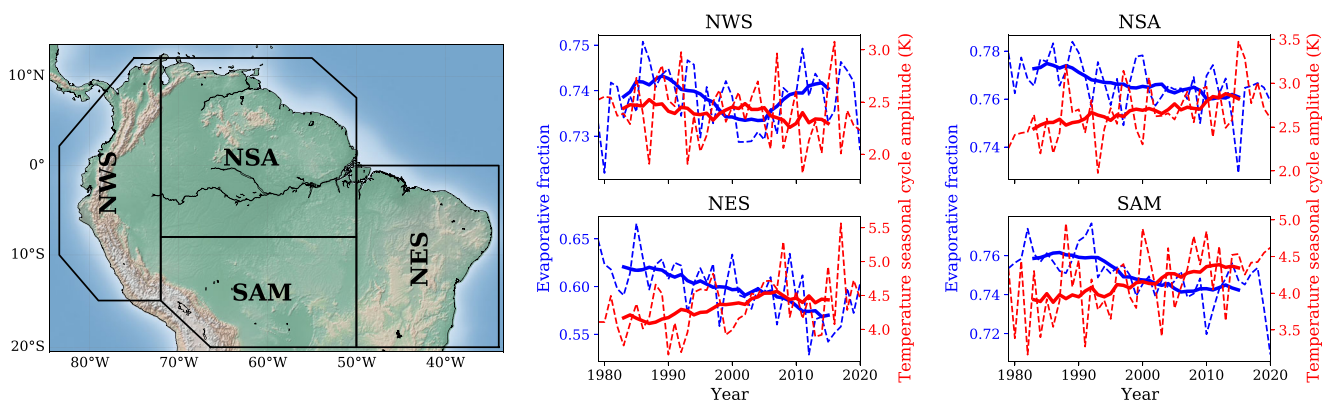 10°N
0°
10°S
20°S
80°W
70°W
60°W
50°W
40°W
NWS
NSA
SAM
NES
NWS
0.75
0.74
0.73
3.0
2.5
2.0
NSA
0.78
0.76
0.74
3.5
3.0
2.5
2.0
NES
0.65
0.60
0.55
5.5
5.0
4.5
4.0
1980
1990
2000
2010
2020
Year
SAM
0.76
0.74
0.72
5.0
4.5
4.0
3.5
1980
1990
2000
2010
2020
Year
Evaporative fraction
Temperature seasonal cycle amplitude (K)
Evaporative fraction
Temperature seasonal cycle amplitude (K)